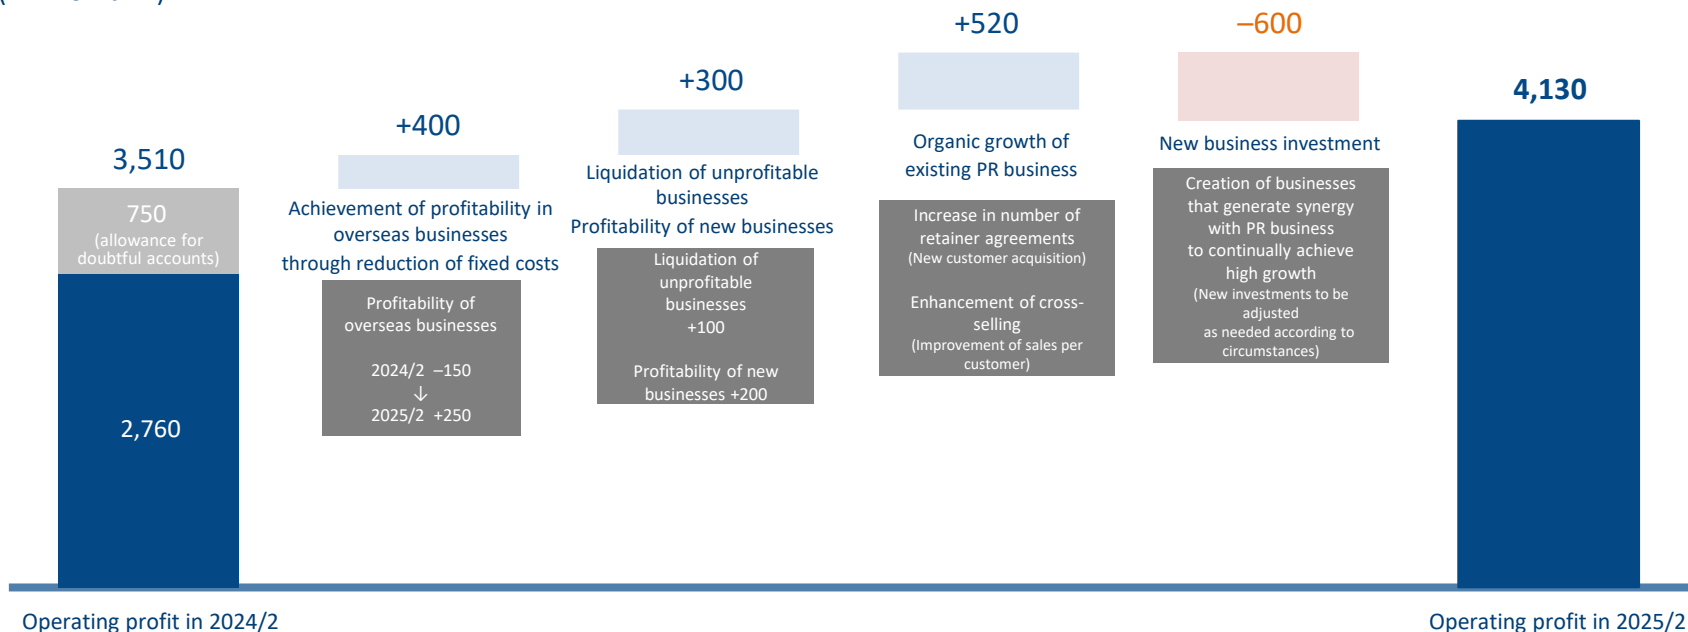 3,510
750
(allowance for
doubtful accounts)
2,760
Operating profit in 2024/2
+400
Achievement of profitability in
overseas businesses
through reduction of fixed costs
Profitability of
overseas businesses
2024/2 –150
↓
2025/2 +250
+300
Liquidation of unprofitable
businesses
Profitability of new businesses
Liquidation of
unprofitable
businesses
+100
Profitability of new
businesses +200
+520
Organic growth of
existing PR business
Increase in number of
retainer agreements
(New customer acquisition)
Enhancement of cross-
selling
(Improvement of sales per
customer)
–600
New business investment
Creation of businesses
that generate synergy
with PR business
to continually achieve
high growth
(New investments to be
adjusted
as needed according to
circumstances)
4,130
Operating profit in 2025/2